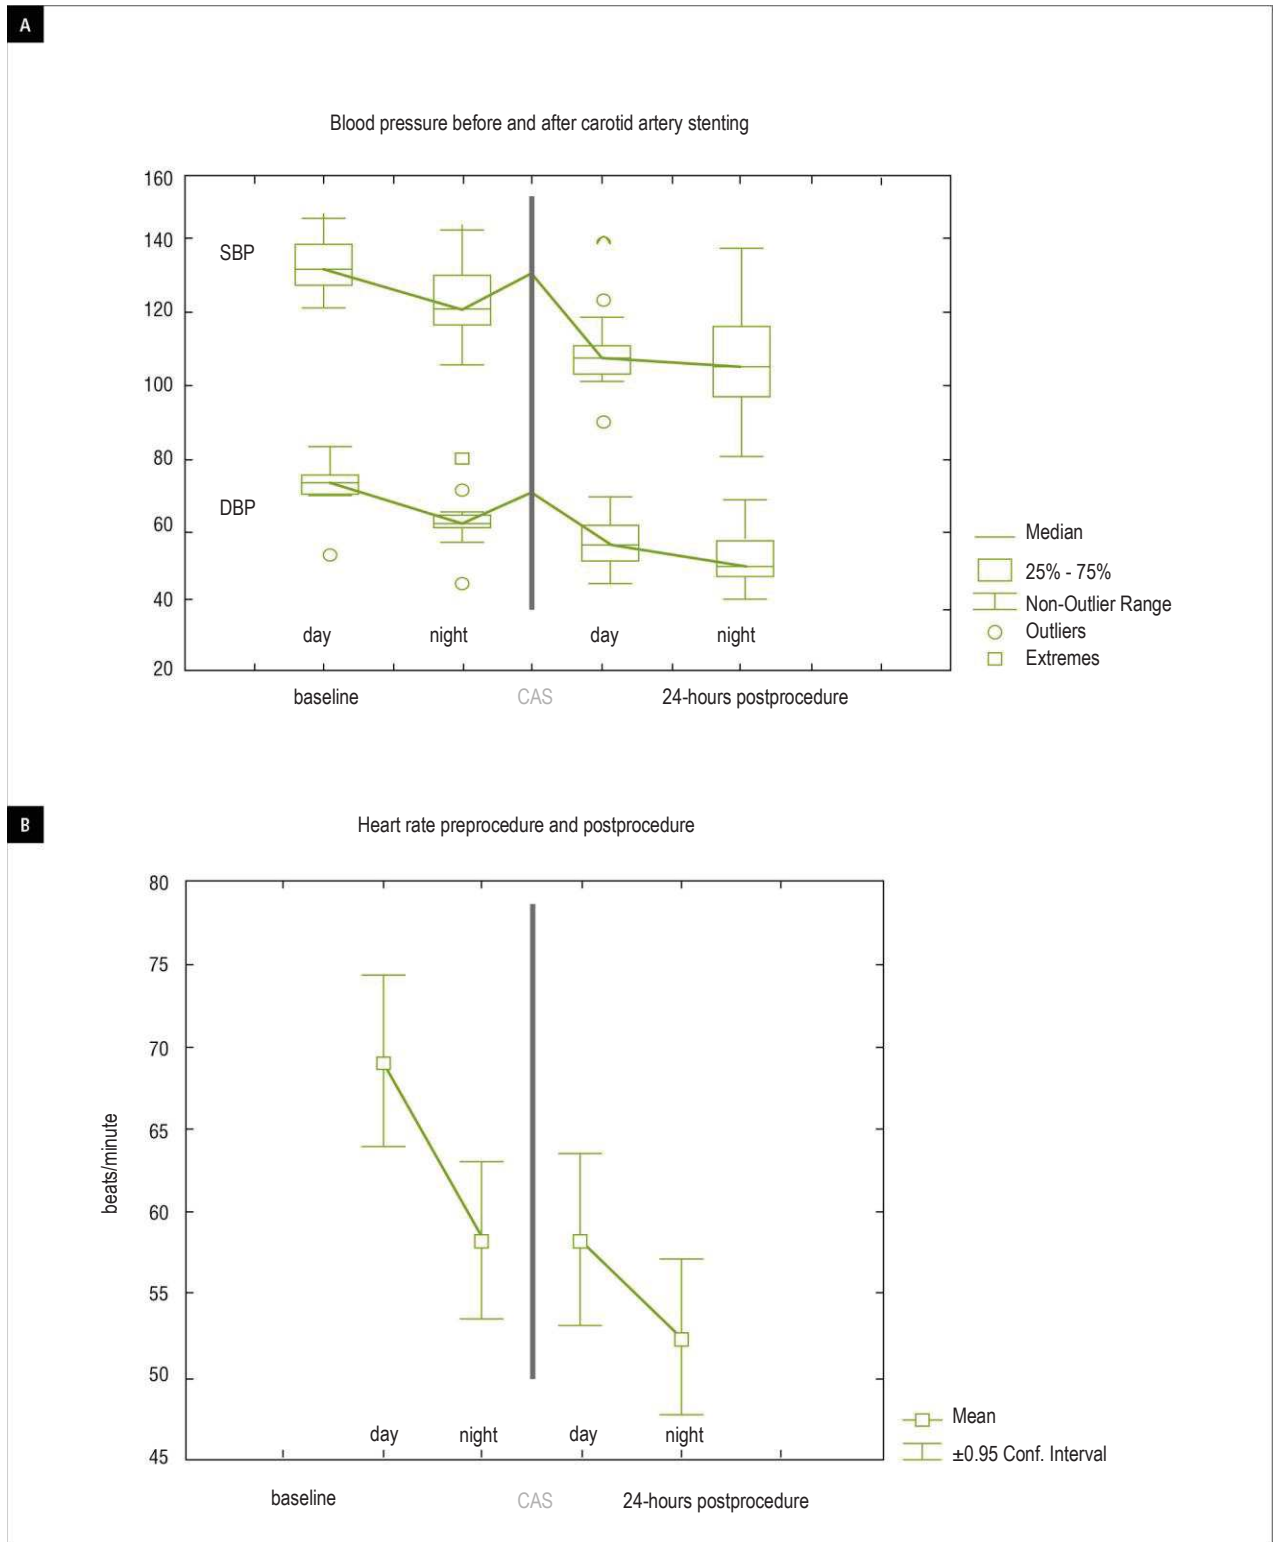 A
Blood pressure before and after carotid artery stenting
160
140
SBP
120
100
80
DBP
60
40
20
day night day night
baseline CAS 24-hours postprocedure
Median
25% - 75%
Non-Outlier Range
Outliers
Extremes
B
Heart rate preprocedure and postprocedure
80
75
70
65
beats/minute
60
55
50
45
day night day night
baseline CAS 24-hours postprocedure
Mean
±0.95 Conf. Interval